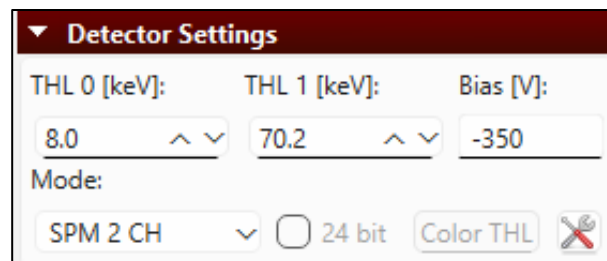 Detector Settings
THL 0 [keV]: THL 1 [keV]: Bias [V]:
8.0 70.2 -350
Mode:
SPM 2 CH 24 bit Color THL